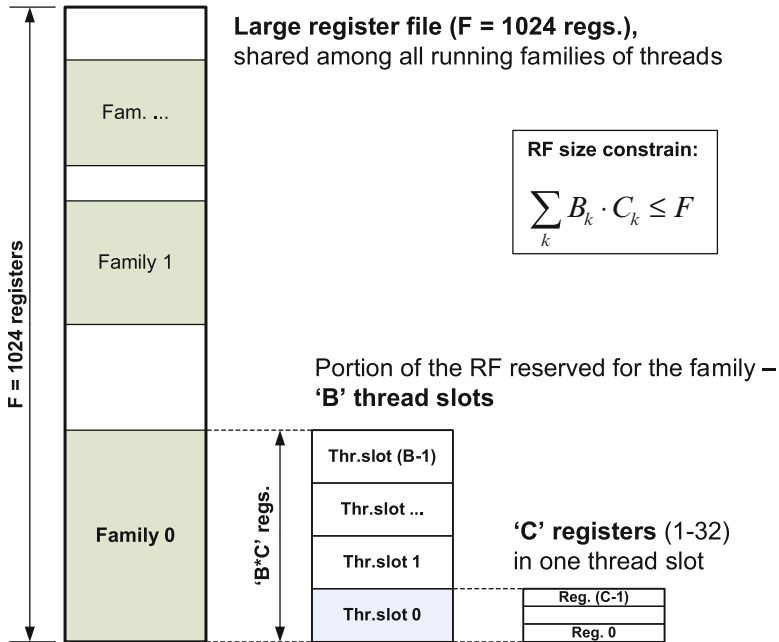 Large register file (F = 1024 regs.),
shared among all running families of threads
Fam. ...
RF size constrain:
∑ₖ Bₖ · Cₖ ≤ F
Family 1
F = 1024 registers
Portion of the RF reserved for the family –
‘B’ thread slots
Thr.slot (B-1)
Thr.slot ...
Family 0
‘B*C’ regs.
‘C’ registers (1-32)
in one thread slot
Thr.slot 1
Thr.slot 0
Reg. (C-1)
Reg. 0